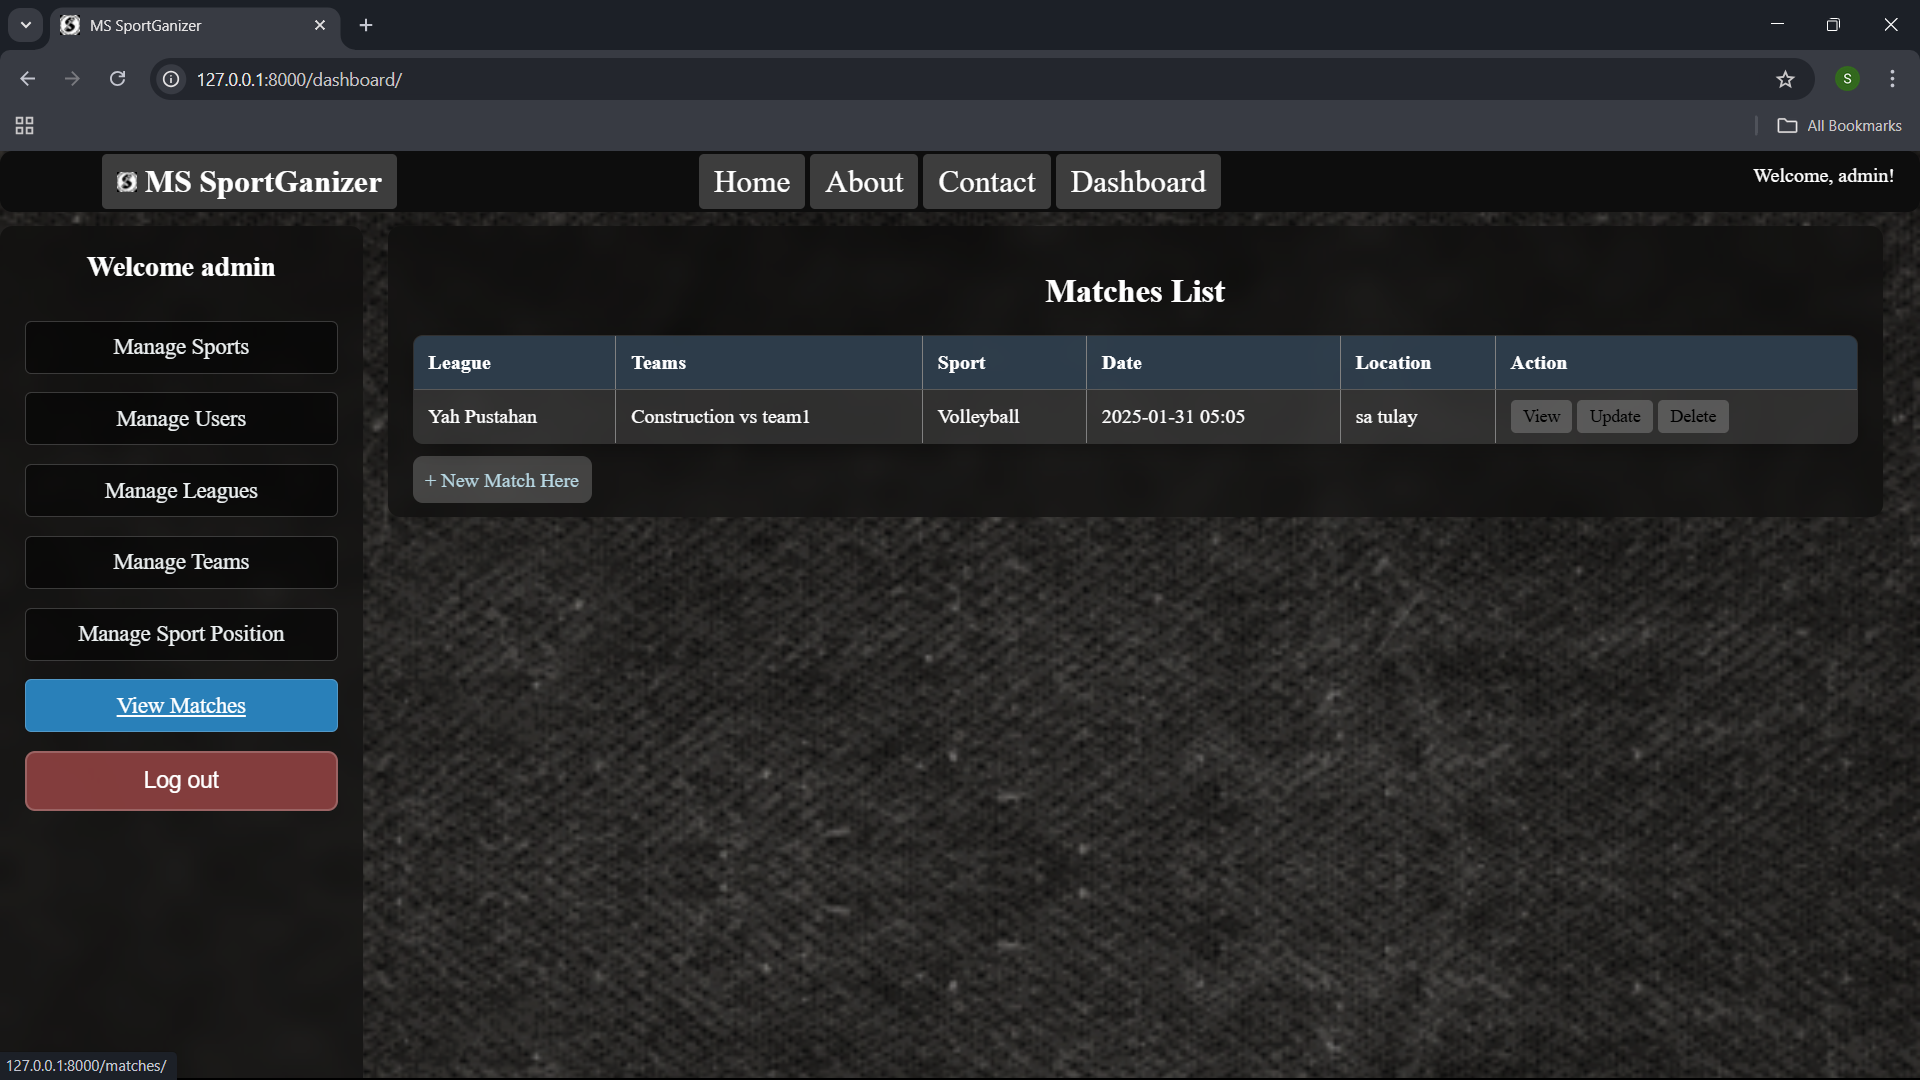 MS SportGanizer
127.0.0.1:8000/dashboard/
S
All Bookmarks
MS SportGanizer
Home About Contact Dashboard
Welcome, admin!
Welcome admin
Manage Sports
Manage Users
Manage Leagues
Manage Teams
Manage Sport Position
View Matches
Log out
Matches List
League Teams Sport Date Location Action
Yah Pustahan Construction vs team1 Volleyball 2025-01-31 05:05 sa tulay View Update Delete
+ New Match Here
127.0.0.1:8000/matches/